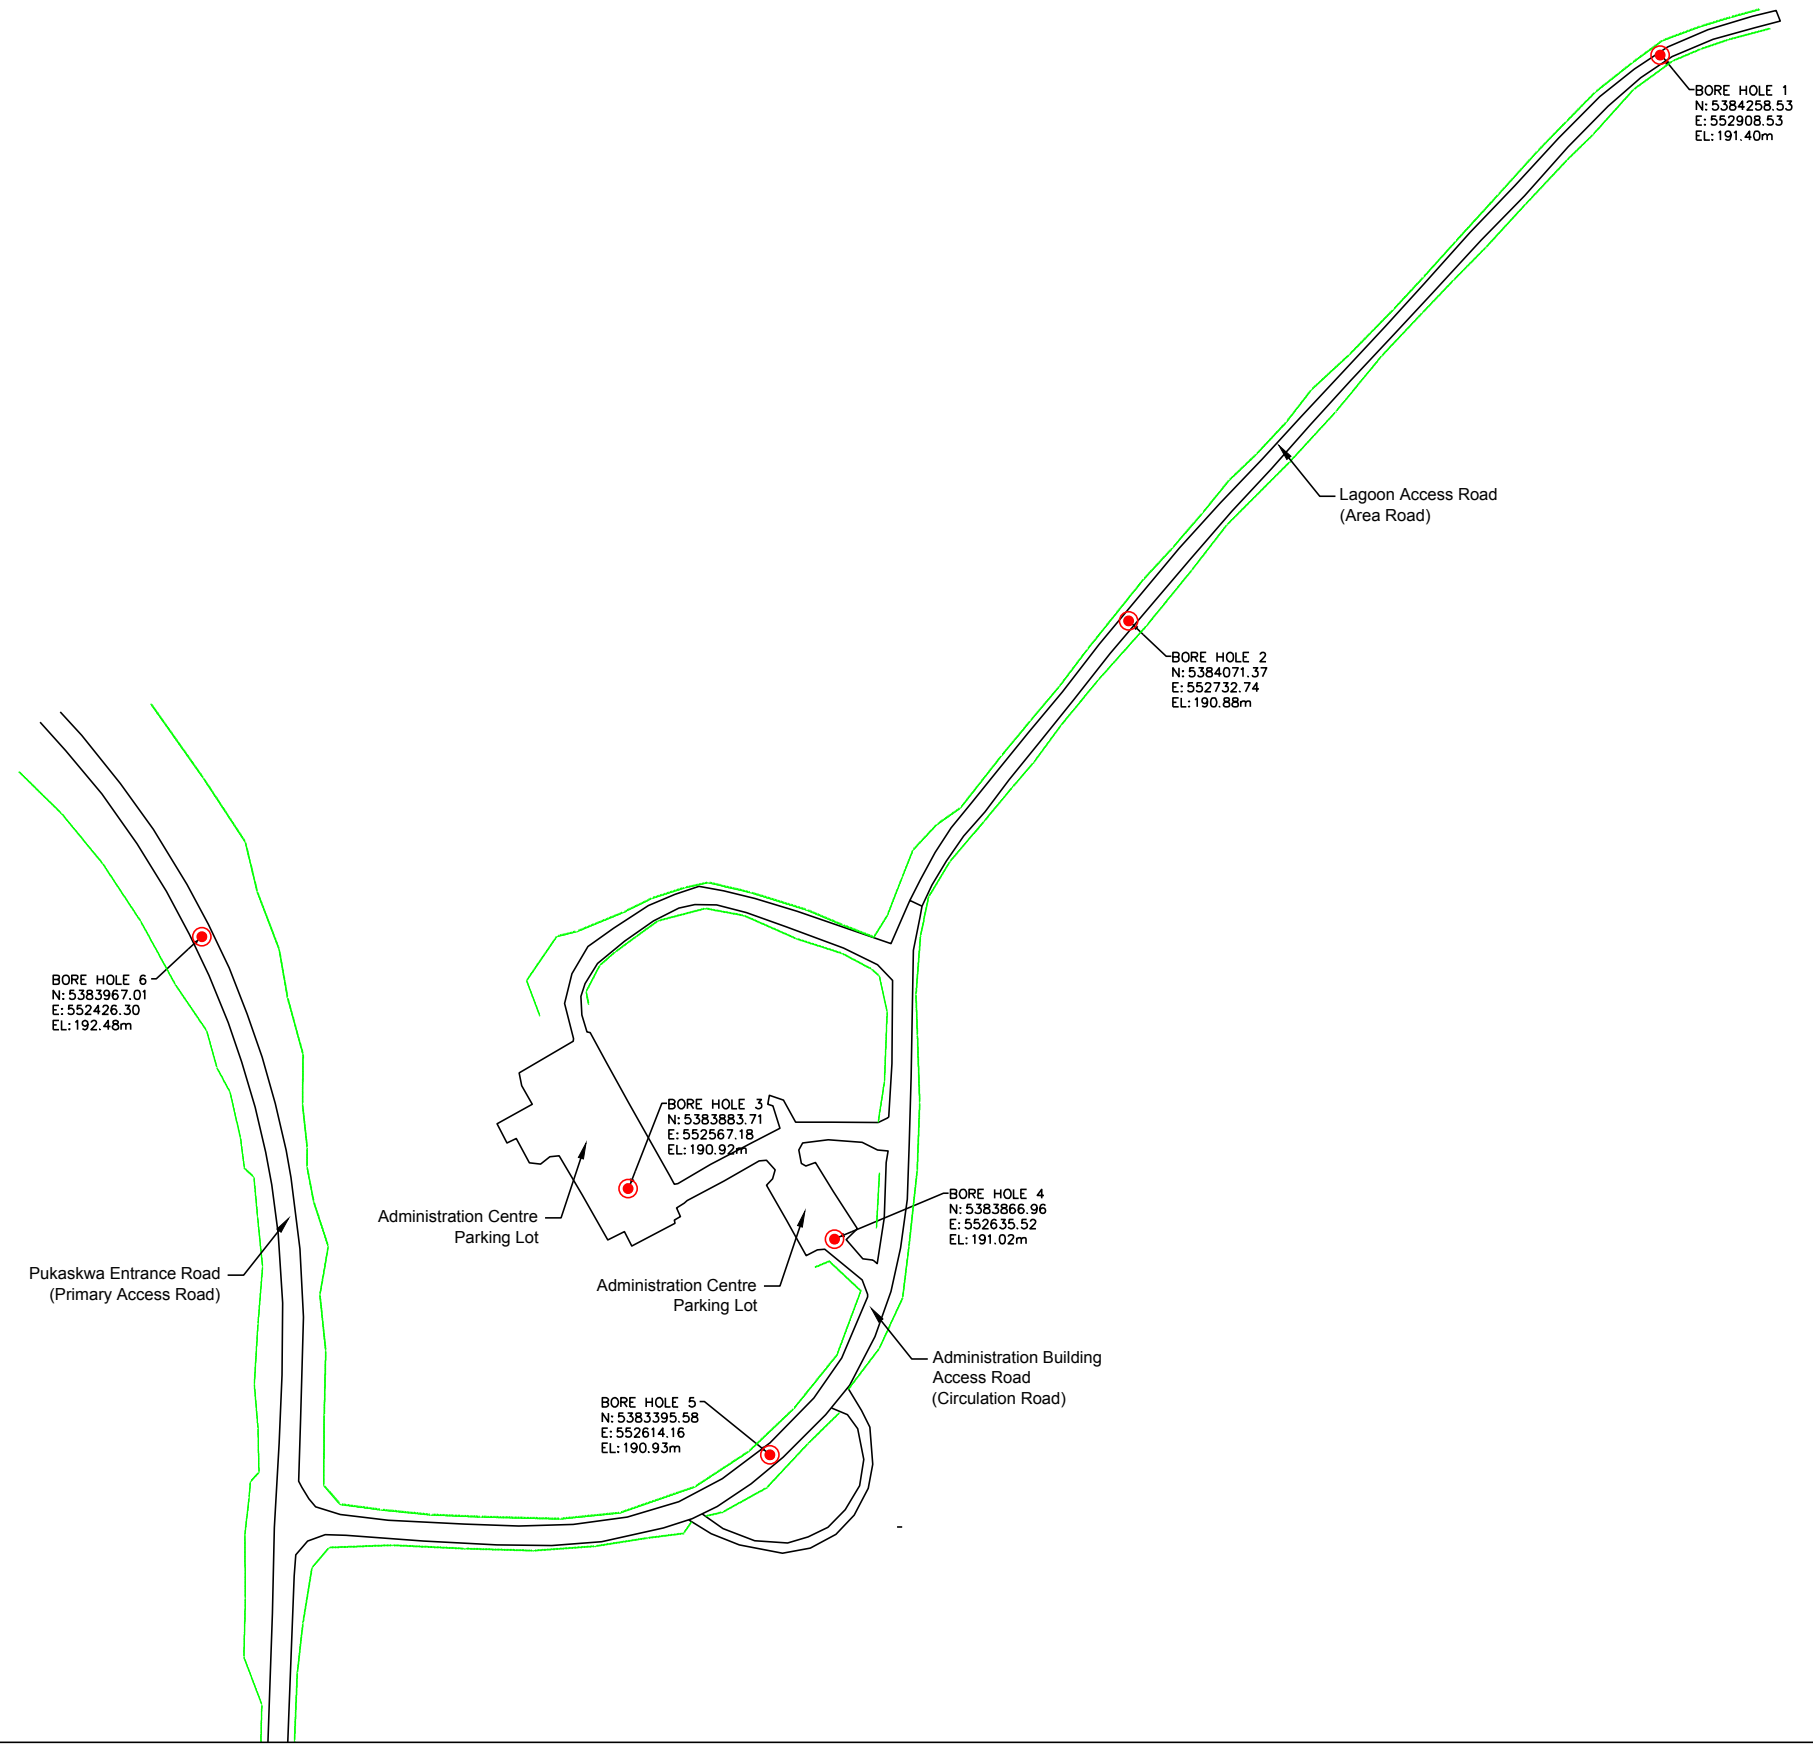 BORE HOLE 1
N: 5384258.53
E: 552908.53
EL: 191.40m
Lagoon Access Road
(Area Road)
BORE HOLE 2
N: 5384071.37
E: 552732.74
EL: 190.88m
BORE HOLE 6
N: 5383967.01
E: 552426.30
EL: 192.48m
BORE HOLE 3
N: 5383883.71
E: 552567.18
EL: 190.92m
Administration Centre
Parking Lot
BORE HOLE 4
N: 5383866.96
E: 552635.52
EL: 191.02m
Pukaskwa Entrance Road
(Primary Access Road)
Administration Centre
Parking Lot
Administration Building
Access Road
(Circulation Road)
BORE HOLE 5
N: 5383395.58
E: 552614.16
EL: 190.93m